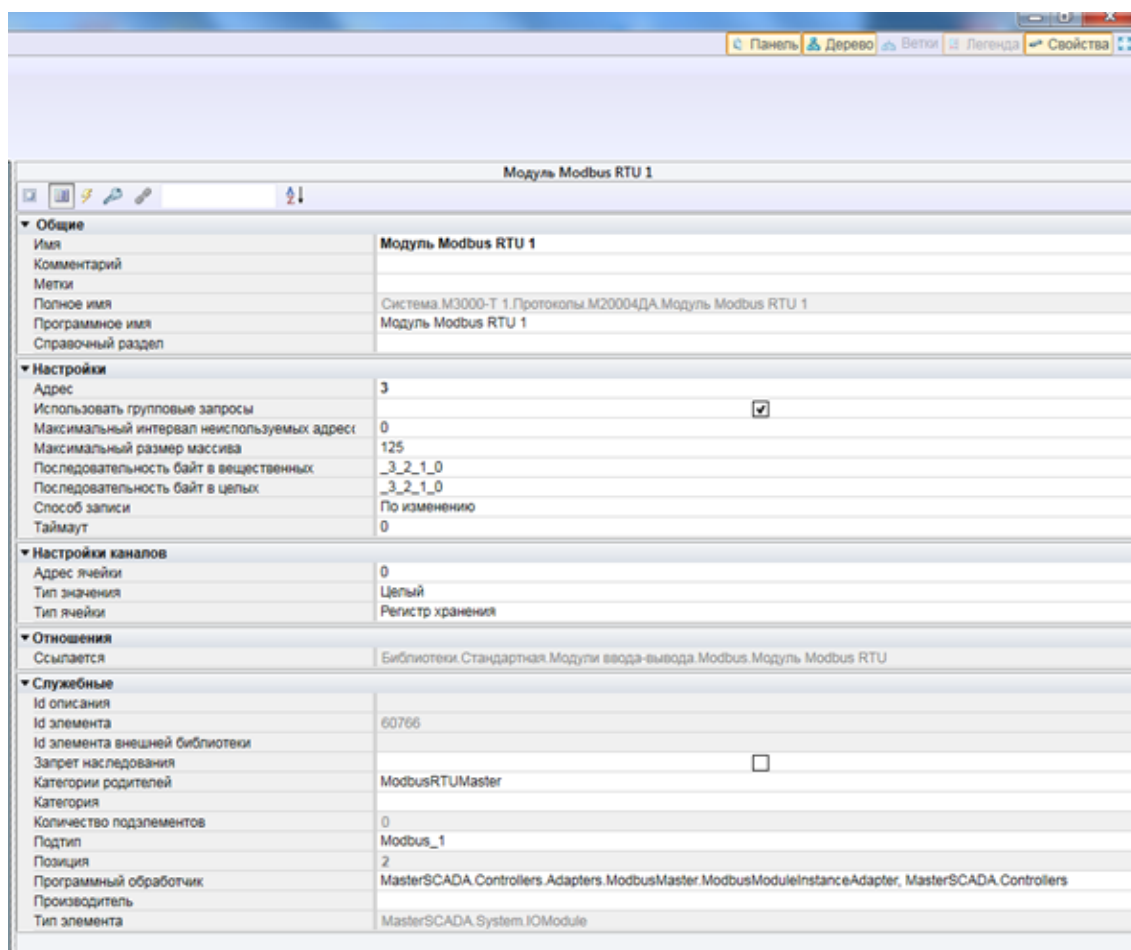 Панель Дерево Ветки Легенда Свойства
Модуль Modbus RTU 1
Общие
Имя Модуль Modbus RTU 1
Комментарий
Метки
Полное имя Система.М3000-Т 1.Протоколы.М20004ДА.Модуль Modbus RTU 1
Программное имя Модуль Modbus RTU 1
Справочный раздел
Настройки
Адрес 3
Использовать групповые запросы
Максимальный интервал неиспользуемых адресо 0
Максимальный размер массива 125
Последовательность байт в вещественных _3_2_1_0
Последовательность байт в целых _3_2_1_0
Способ записи По изменению
Таймаут 0
Настройки каналов
Адрес ячейки 0
Тип значения Целый
Тип ячейки Регистр хранения
Отношения
Ссылается Библиотеки.Стандартная.Модули ввода-вывода.Modbus.Модуль Modbus RTU
Служебные
Id описания
Id элемента 60766
Id элемента внешней библиотеки
Запрет наследования
Категории родителей ModbusRTUMaster
Категория
Количество подэлементов 0
Подтип Modbus_1
Позиция 2
Программный обработчик MasterSCADA.Controllers.Adapters.ModbusMaster.ModbusModuleInstanceAdapter, MasterSCADA.Controllers
Производитель
Тип элемента MasterSCADA.System.IOModule